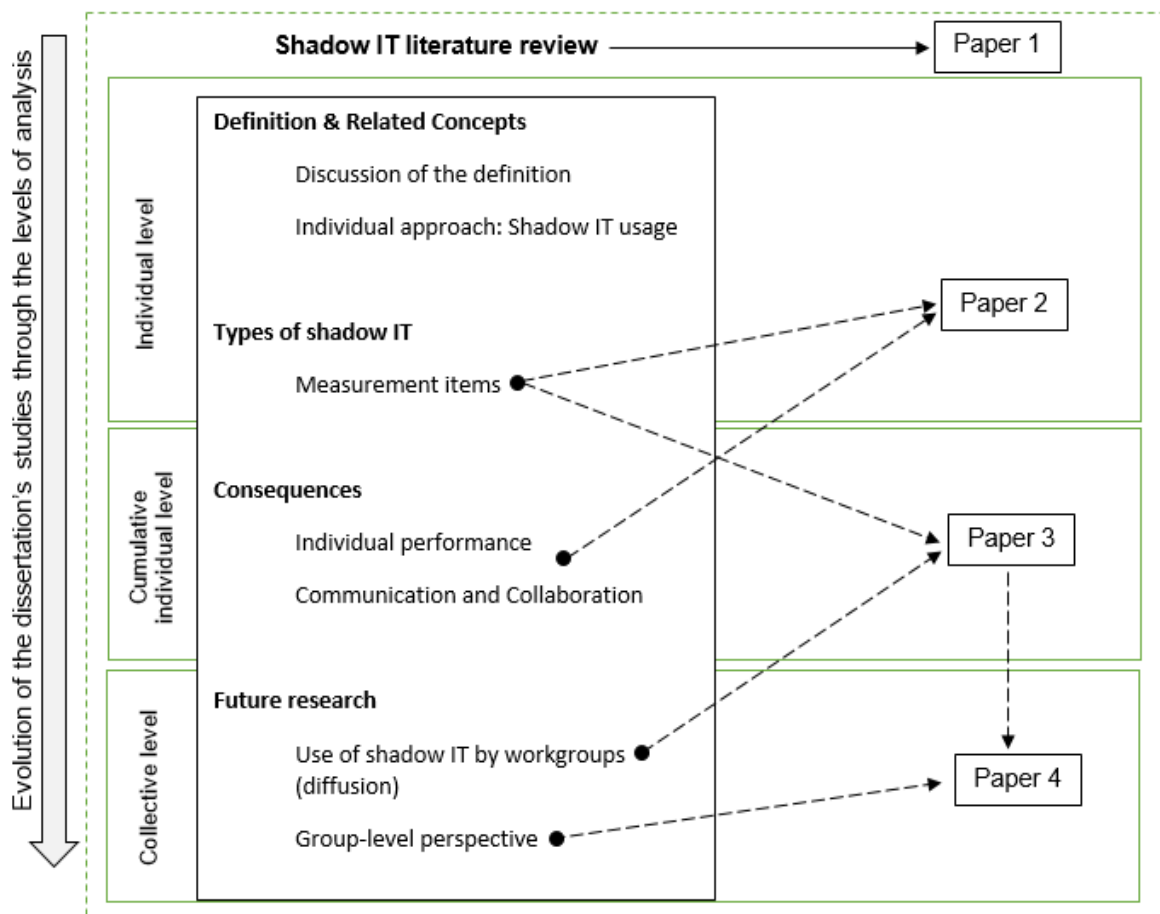 Evolution of the dissertation's studies through the levels of analysis
Shadow IT literature review
Paper 1
Individual level
Definition & Related Concepts
Discussion of the definition
Individual approach: Shadow IT usage
Paper 2
Types of shadow IT
Measurement items
Cumulative
individual level
Consequences
Individual performance
Paper 3
Communication and Collaboration
Collective level
Future research
Use of shadow IT by workgroups
(diffusion)
Paper 4
Group-level perspective